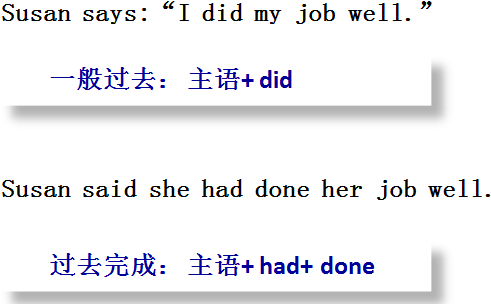 Susan says:“I did my job well.”
一般过去： 主语+ did
Susan said she had done her job well.
过去完成： 主语+ had+ done